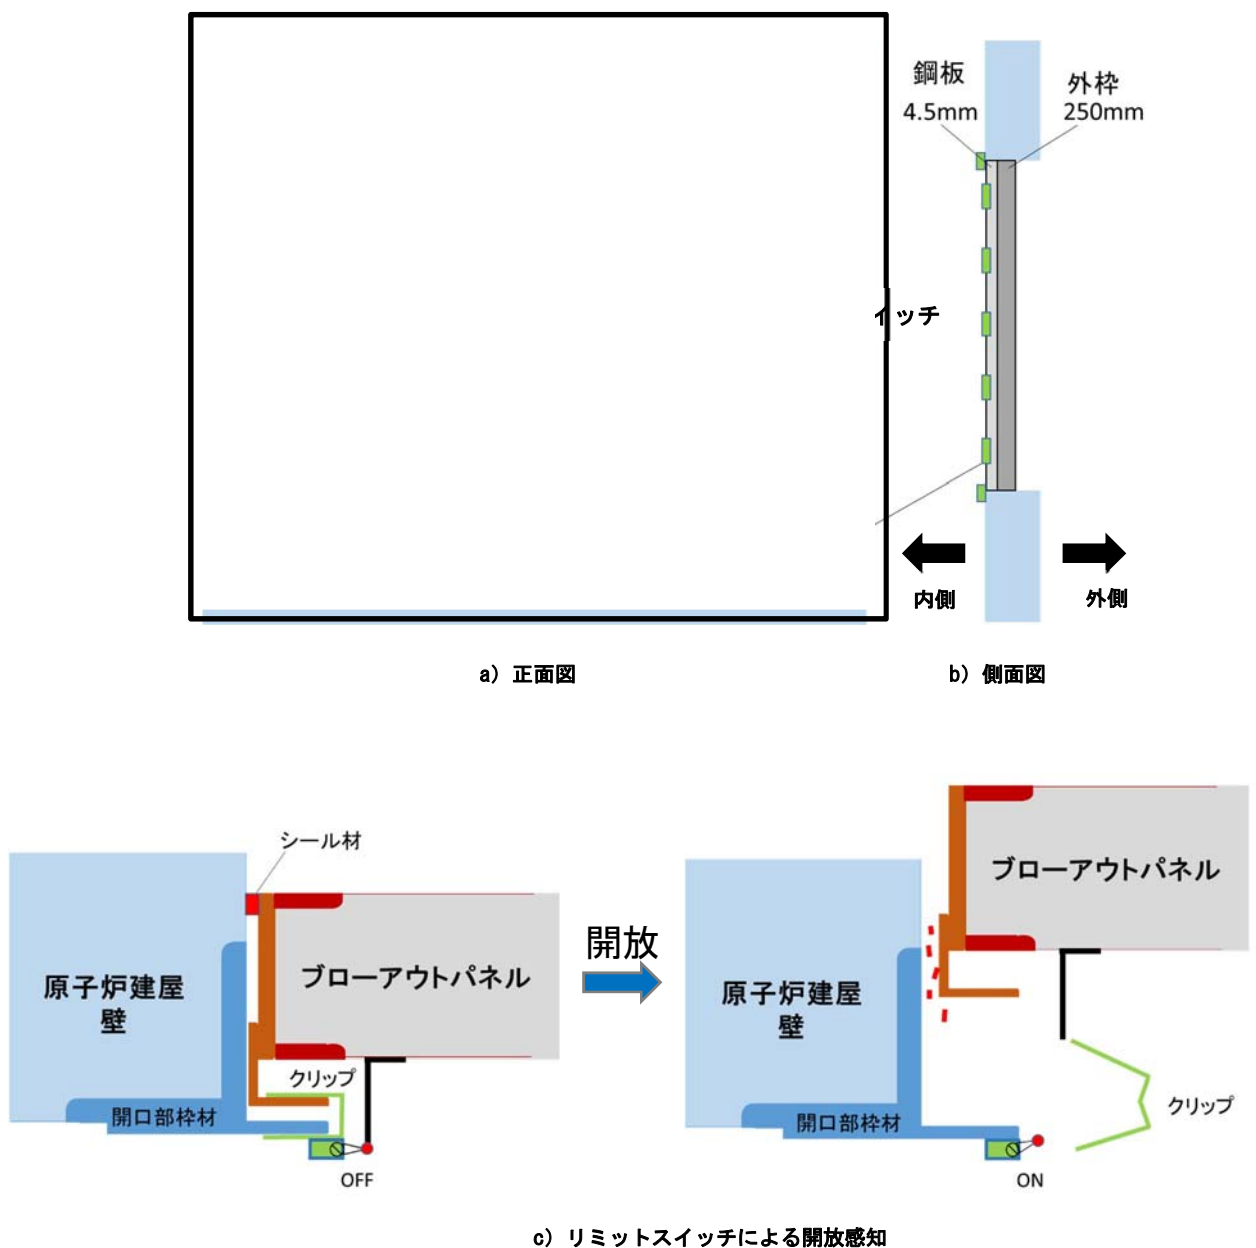 鋼板
4.5mm
外枠
250mm
イッチ
内側
外側
a) 正面図
b) 側面図
シール材
原子炉建屋
壁
ブローアウトパネル
クリップ
開口部枠材
OFF
開放
原子炉建屋
壁
ブローアウトパネル
クリップ
開口部枠材
ON
c) リミットスイッチによる開放感知